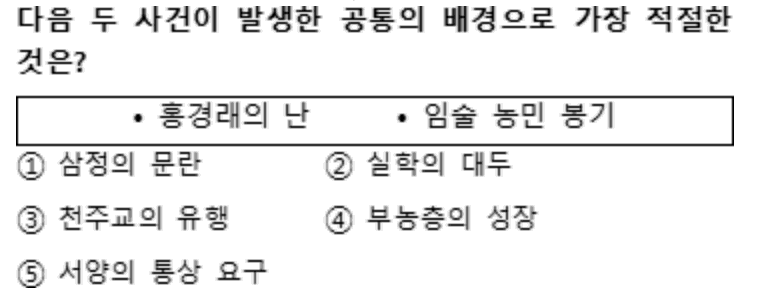 다음 두 사건이 발생한 공통의 배경으로 가장 적절한
것은?
• 홍경래의 난 • 임술 농민 봉기
① 삼정의 문란 ② 실학의 대두
③ 천주교의 유행 ④ 부농층의 성장
⑤ 서양의 통상 요구